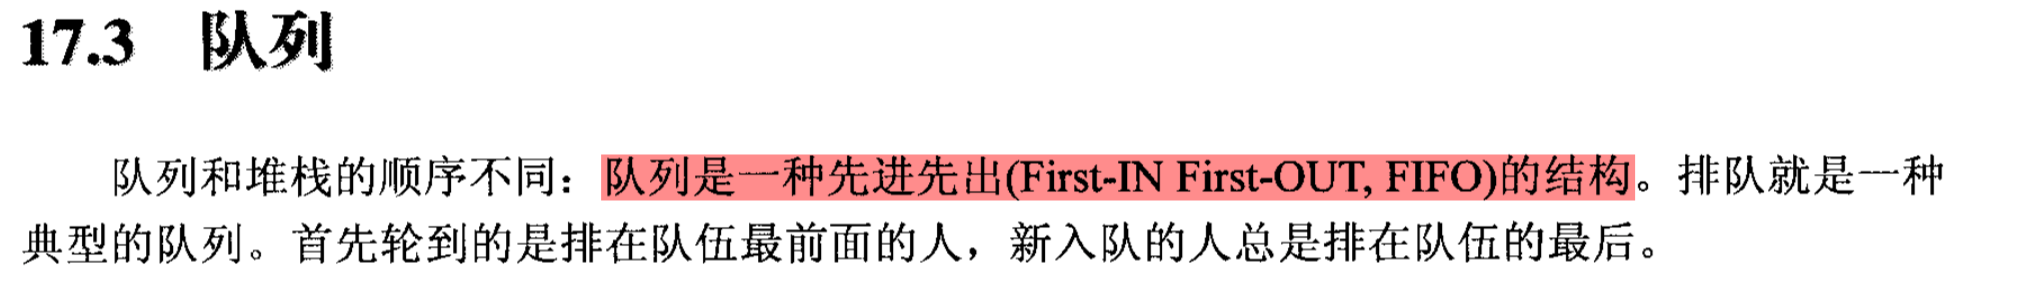 17.3 队列
队列和堆栈的顺序不同：队列是一种先进先出(First-IN First-OUT, FIFO)的结构。排队就是一种
典型的队列。首先轮到的是排在队伍最前面的人，新入队的人总是排在队伍的最后。